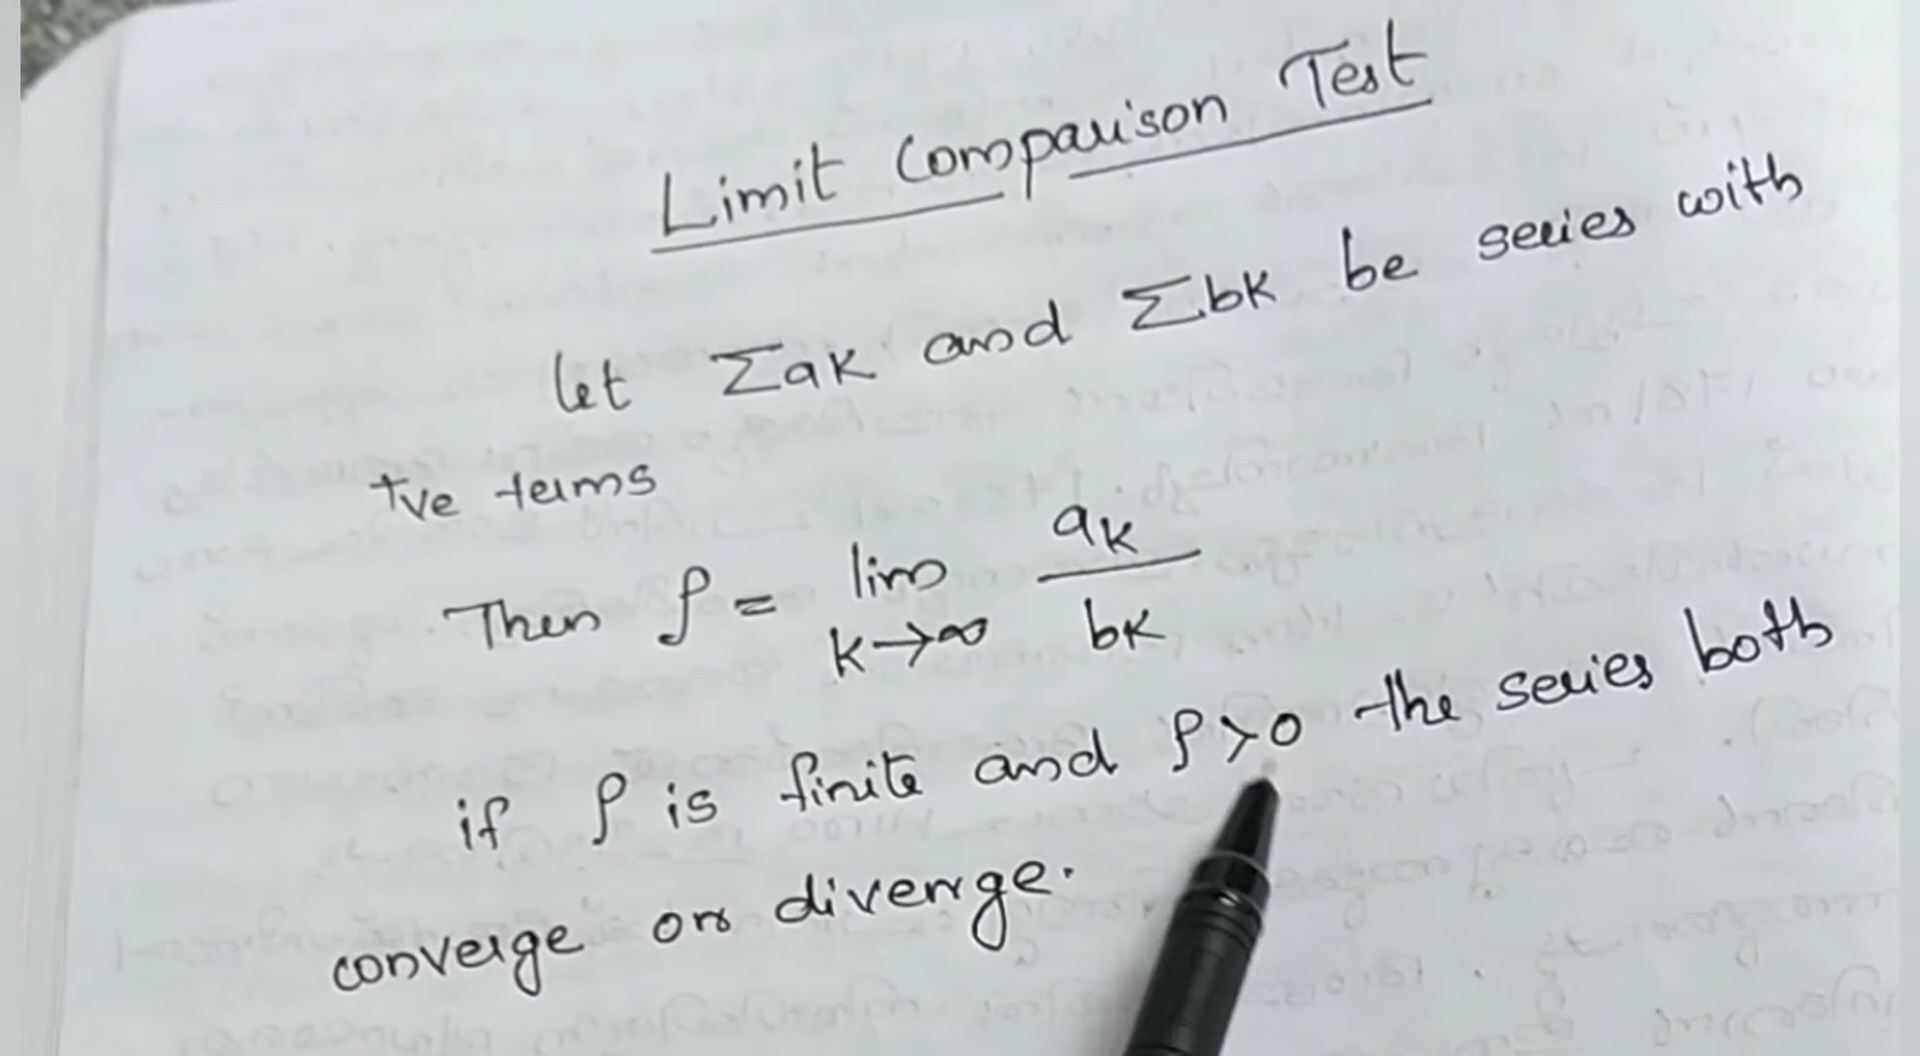 Limit Comparison Test
let Σak and Σbk be series with
+ve terms
Then ρ = lim k→∞ ak / bk
if ρ is finite and ρ>0 the series both
converge or diverge.